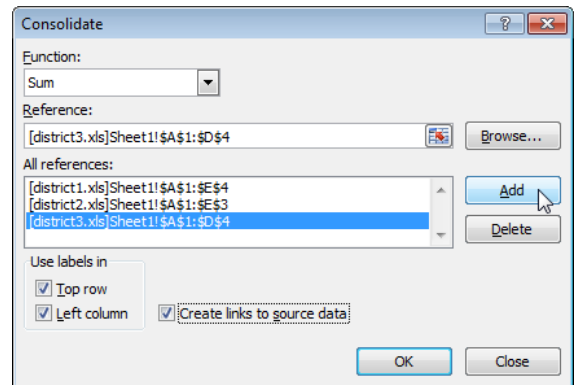 Consolidate
Function:
Sum
Reference:
[district3.xls]Sheet1!$A$1:$D$4
Browse...
All references:
[district1.xls]Sheet1!$A$1:$E$4
[district2.xls]Sheet1!$A$1:$E$3
[district3.xls]Sheet1!$A$1:$D$4
Add
Delete
Use labels in
Top row
Left column
Create links to source data
OK
Close